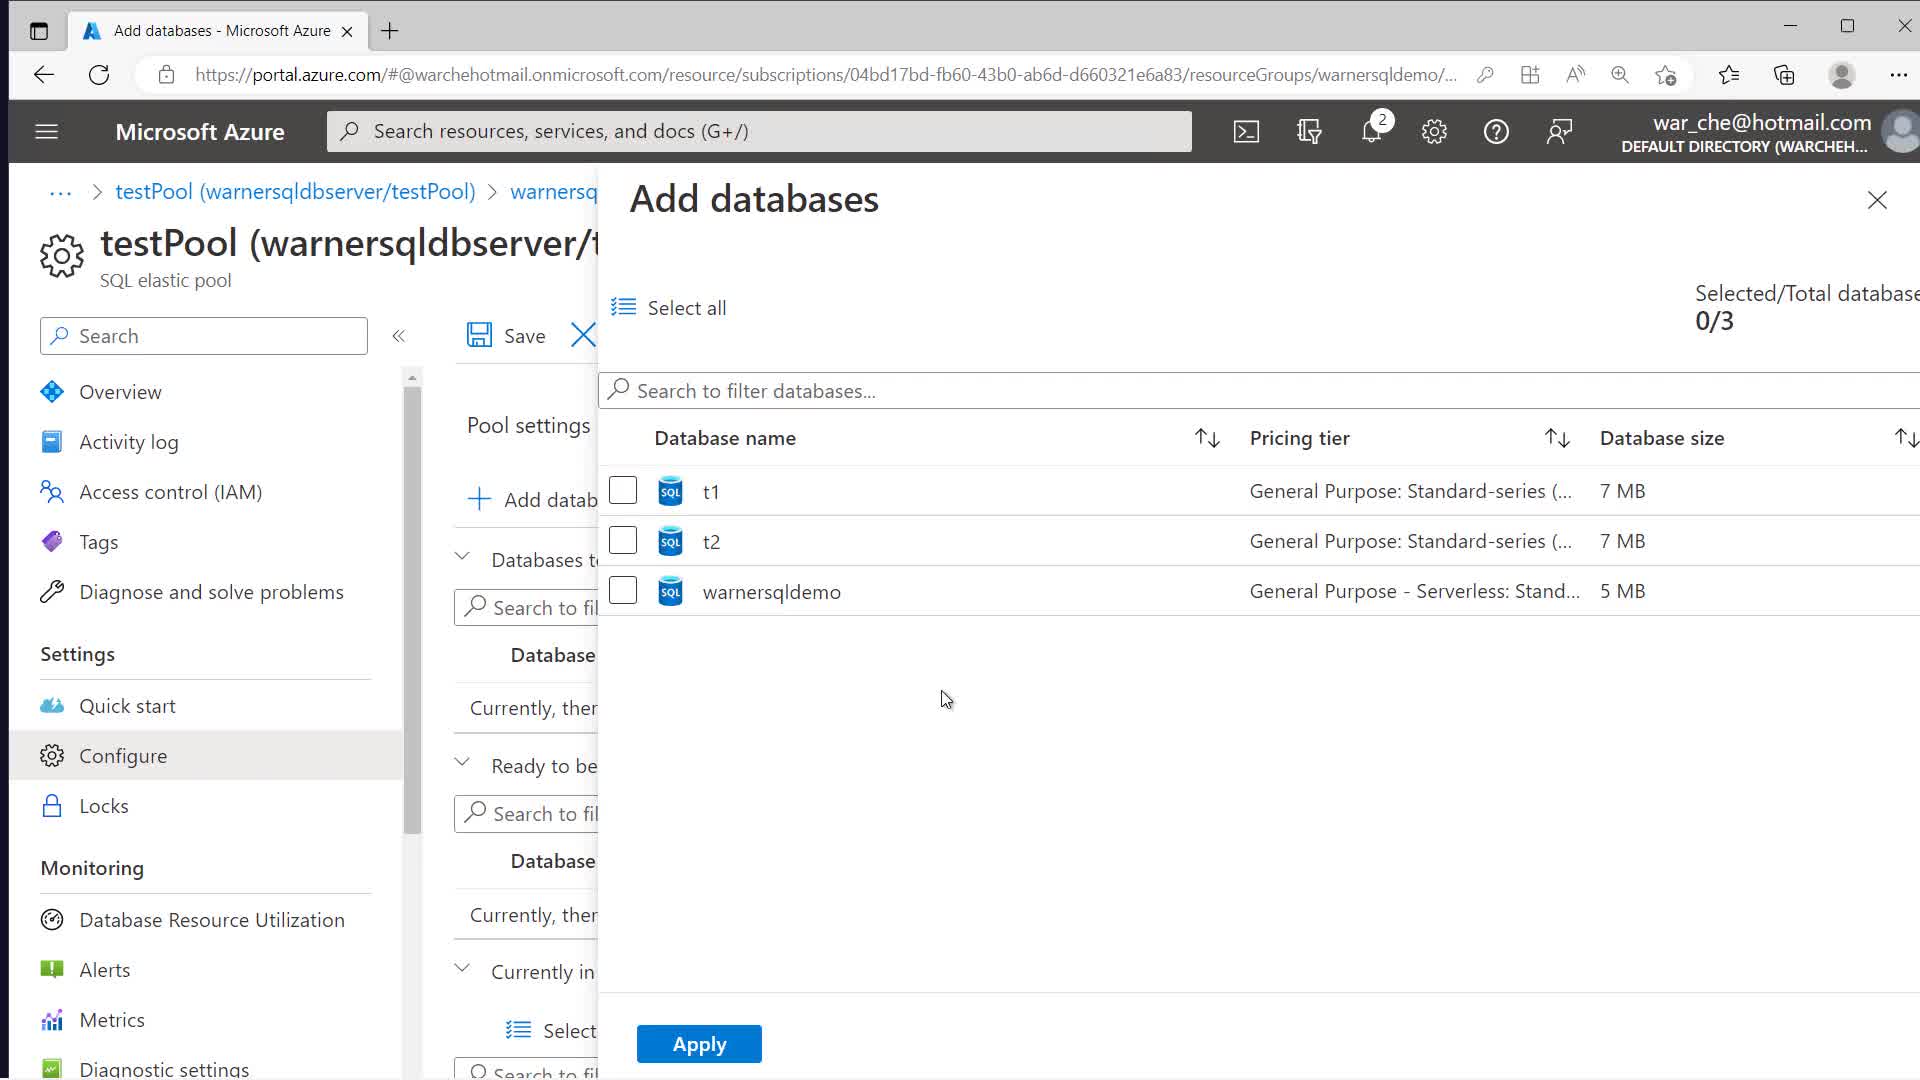 Add databases - Microsoft Azure
https://portal.azure.com/#@warchehotmail.onmicrosoft.com/resource/subscriptions/04bd17bd-fb60-43b0-ab6d-d660321e6a83/resourceGroups/warnersqldemo/...
Microsoft Azure
Search resources, services, and docs (G+/)
2
war_che@hotmail.com
DEFAULT DIRECTORY (WARCHEH...
... > testPool (warnersqldbserver/testPool) > warnersq
testPool (warnersqldbserver/t
SQL elastic pool
Search
«
Overview
Activity log
Access control (IAM)
Tags
Diagnose and solve problems
Settings
Quick start
Configure
Locks
Monitoring
Database Resource Utilization
Alerts
Metrics
Diagnostic settings
Save
Pool settings
Add datab
Databases t
Search to fil
Database
Currently, ther
Ready to be
Search to fil
Database
Currently, ther
Currently in
Select
Search to fil
Add databases
Select all
Selected/Total database
0/3
Search to filter databases...
Database name Pricing tier Database size
SQL t1 General Purpose: Standard-series (... 7 MB
SQL t2 General Purpose: Standard-series (... 7 MB
SQL warnersqldemo General Purpose - Serverless: Stand... 5 MB
Apply